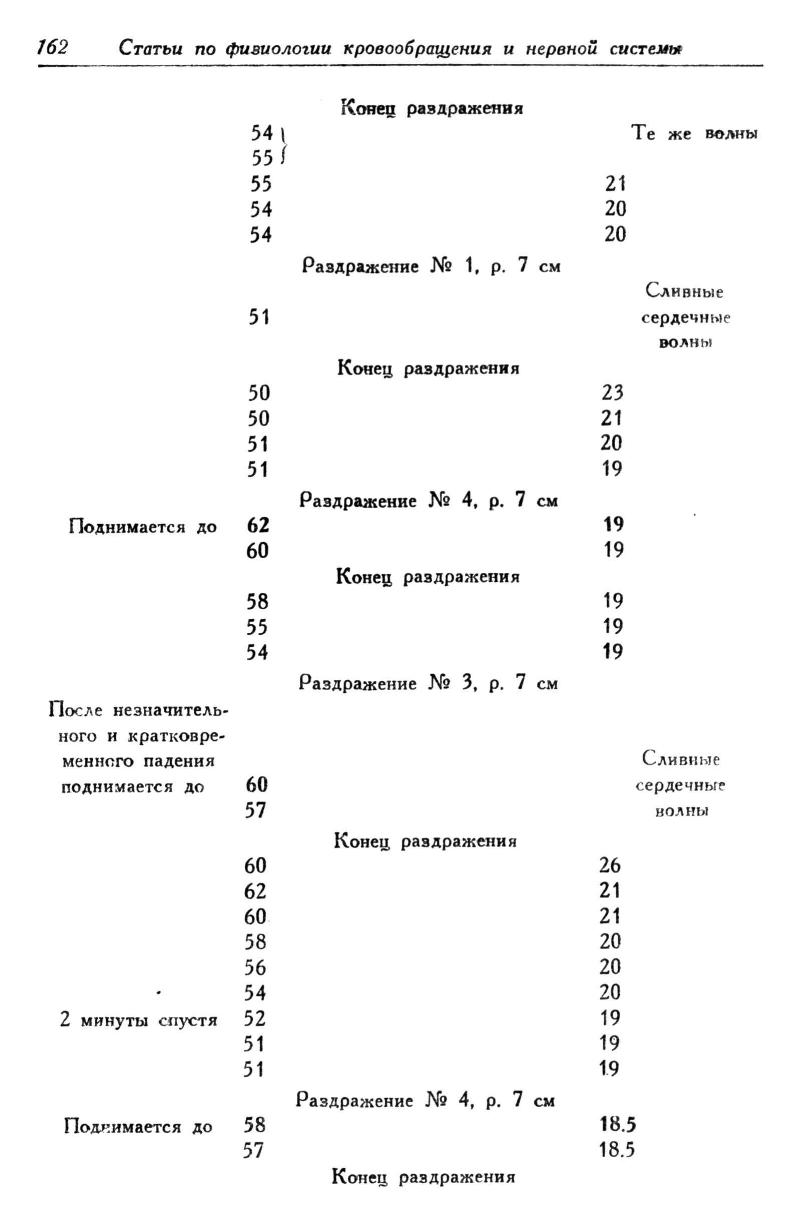 162 Статьи по физиологии кровообращения и нервной системы
Конец раздражения
54 } Те же волны
55 }
55 21
54 20
54 20
Раздражение № 1, р. 7 см
Сливные
51 сердечные
волны
Конец раздражения
50 23
50 21
51 20
51 19
Раздражение № 4, р. 7 см
Поднимается до 62 19
60 19
Конец раздражения
58 19
55 19
54 19
Раздражение № 3, р. 7 см
После незначитель-
ного и кратковре-
менного падения Сливные
поднимается до 60 сердечные
57 волны
Конец раздражения
60 26
62 21
60 21
58 20
56 20
54 20
2 минуты спустя 52 19
51 19
51 19
Раздражение № 4, р. 7 см
Поднимается до 58 18.5
57 18.5
Конец раздражения